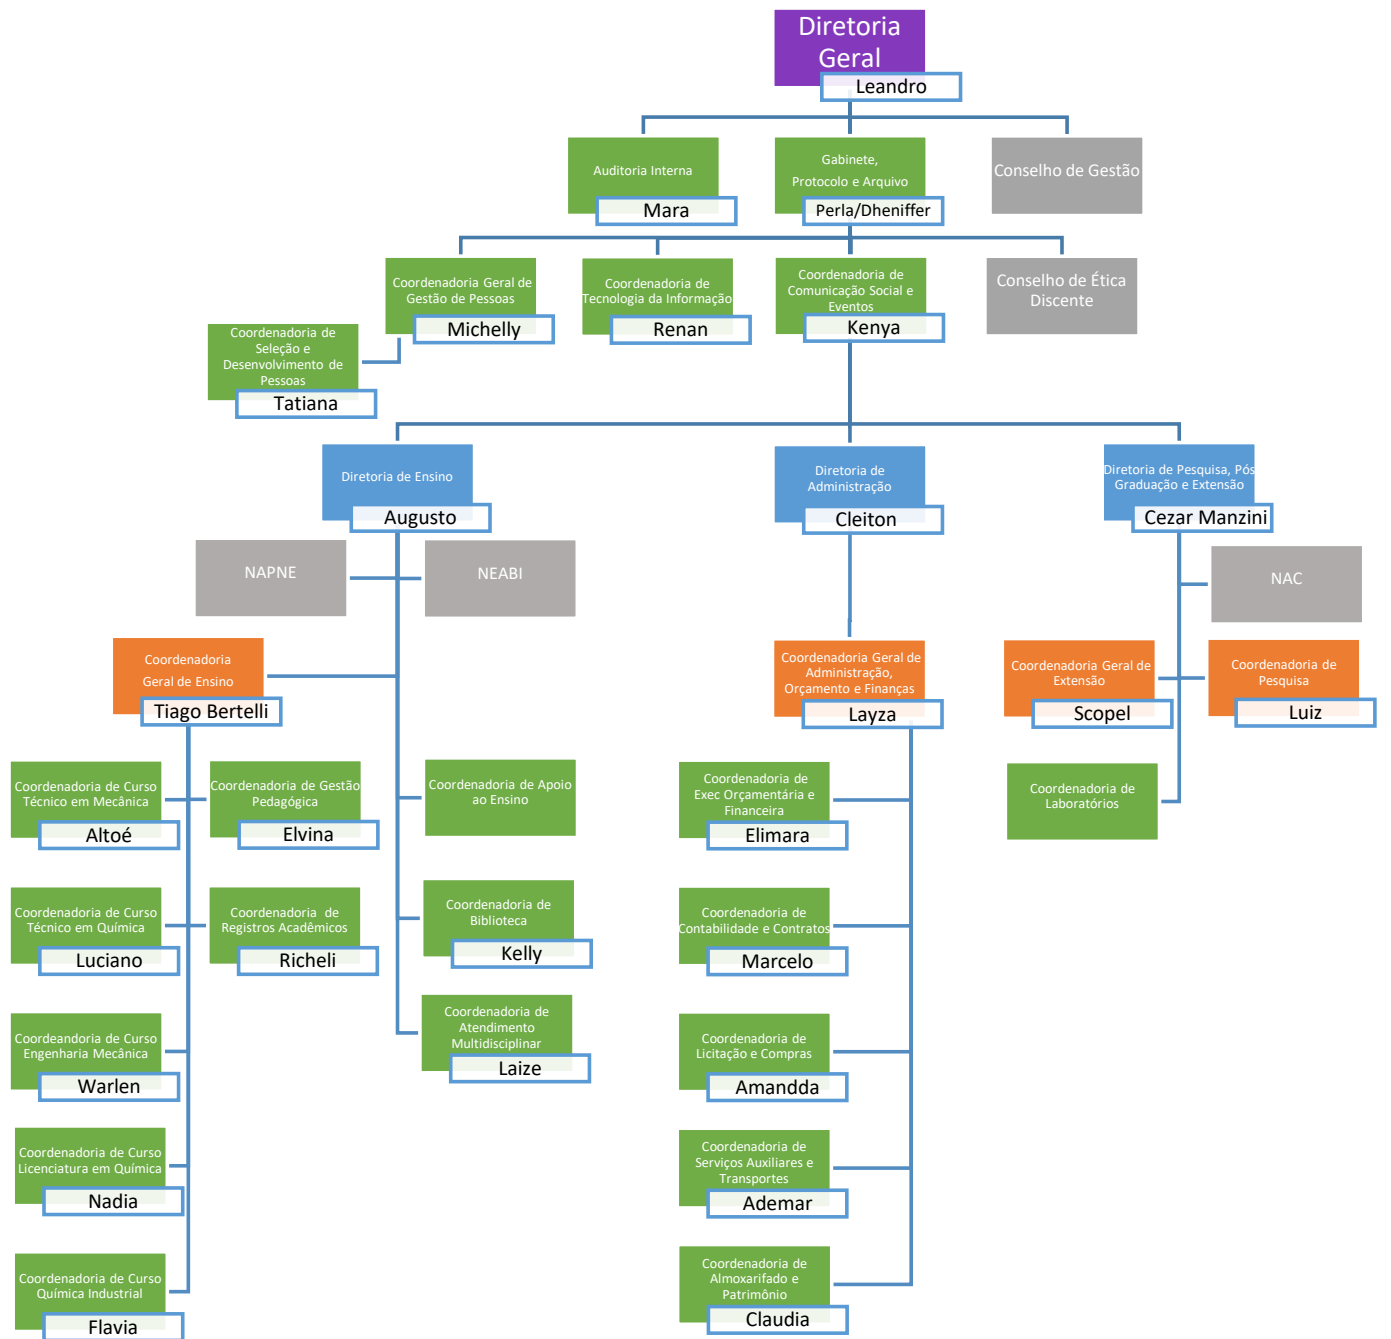 Diretoria
Geral
Leandro
Auditoria Interna
Mara
Gabinete,
Protocolo e Arquivo
Perla/Dheniffer
Conselho de Gestão
Coordenadoria Geral de
Gestão de Pessoas
Michelly
Coordenadoria de
Tecnologia da Informação
Renan
Coordenadoria de
Comunicação Social e
Eventos
Kenya
Conselho de Ética
Discente
Coordenadoria de
Seleção e
Desenvolvimento de
Pessoas
Tatiana
Diretoria de Ensino
Augusto
Diretoria de
Administração
Cleiton
Diretoria de Pesquisa, Pós
Graduação e Extensão
Cezar Manzini
NAPNE
NEABI
NAC
Coordenadoria
Geral de Ensino
Tiago Bertelli
Coordenadoria Geral de
Administração,
Orçamento e Finanças
Layza
Coordenadoria Geral de
Extensão
Scopel
Coordenadoria de
Pesquisa
Luiz
Coordenadoria de Curso
Técnico em Mecânica
Altoé
Coordenadoria de Gestão
Pedagógica
Elvina
Coordenadoria de Apoio
ao Ensino
Coordenadoria de
Exec Orçamentária e
Financeira
Elimara
Coordenadoria de
Laboratórios
Coordenadoria de Curso
Técnico em Química
Luciano
Coordenadoria de
Registros Acadêmicos
Richeli
Coordenadoria de
Biblioteca
Kelly
Coordenadoria de
Contabilidade e Contratos
Marcelo
Coordeandoria de Curso
Engenharia Mecânica
Warlen
Coordenadoria de
Atendimento
Multidisciplinar
Laize
Coordenadoria de
Licitação e Compras
Amandda
Coordenadoria de Curso
Licenciatura em Química
Nadia
Coordenadoria de
Serviços Auxiliares e
Transportes
Ademar
Coordenadoria de Curso
Química Industrial
Flavia
Coordenadoria de
Almoxarifado e
Patrimônio
Claudia